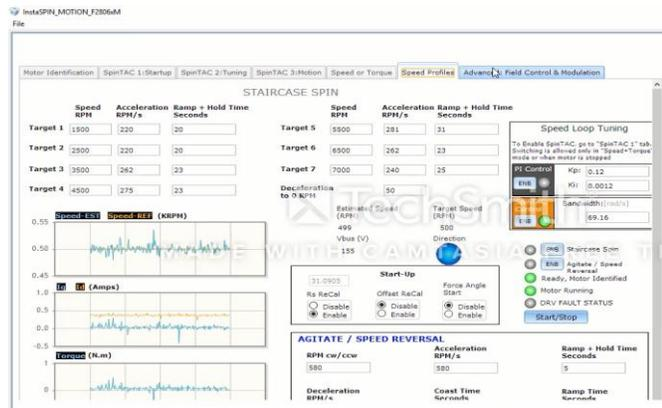 InstaSPIN_MOTION_F2806xM
File
Motor Identification SpinTAC 1:Startup SpinTAC 2:Tuning SpinTAC 3:Motion Speed or Torque Speed Profiles Advanced: Field Control & Modulation
STAIRCASE SPIN
Speed RPM Acceleration RPM/s Ramp + Hold Time Seconds
Target 1 1500 220 20
Target 2 2500 220 20
Target 3 3500 262 23
Target 4 4500 275 23
Speed RPM Acceleration RPM/s Ramp + Hold Time Seconds
Target 5 5500 281 31
Target 6 6500 262 23
Target 7 7000 240 25
Deceleration to 0 RPM 50
Speed Loop Tuning
To Enable SpinTAC, go to "SpinTAC 1" tab.
Switching is allowed only in "Speed+Torque"
mode or when motor is stopped
PI Control
ENB
Kp: 0.12
Ki: 0.0012
Bandwidth:[rad/s]
ENB
69.16
Estimated Speed (RPM)
499
Target Speed (RPM)
500
Vbus (V)
155
Direction
TechSmith
MADE WITH CAMTASIA
ENB Staircase Spin
ENB Agitate / Speed Reversal
Ready, Motor Identified
Motor Running
DRV FAULT STATUS
Start/Stop
Speed-EST Speed-REF (KRPM)
0.55
0.50
0.45
Iq Id (Amps)
1.0
0.5
0.0
-0.5
Torque (N.m)
1
0
Start-Up
31.0905
Rs ReCal
Disable
Enable
Offset ReCal
Disable
Enable
Force Angle Start
Disable
Enable
AGITATE / SPEED REVERSAL
RPM cw/ccw
580
Acceleration RPM/s
580
Ramp + Hold Time Seconds
5
Deceleration RPM/s
Coast Time Seconds
Ramp Time Seconds